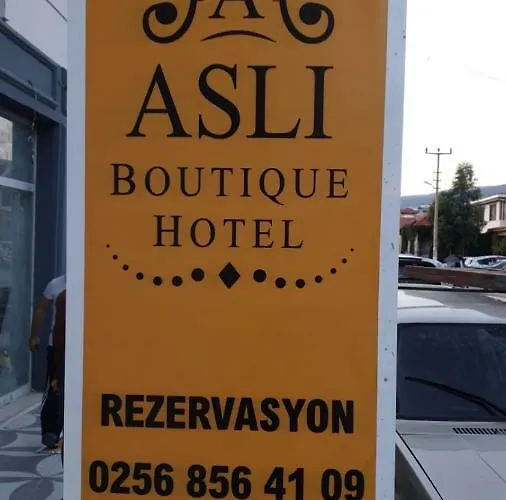 A
ASLI
BOUTIQUE
HOTEL
REZERVASYON
0256 856 41 09